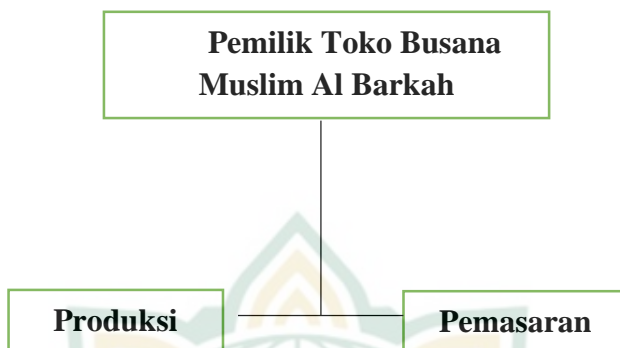 Pemilik Toko Busana
Muslim Al Barkah
Produksi
Pemasaran